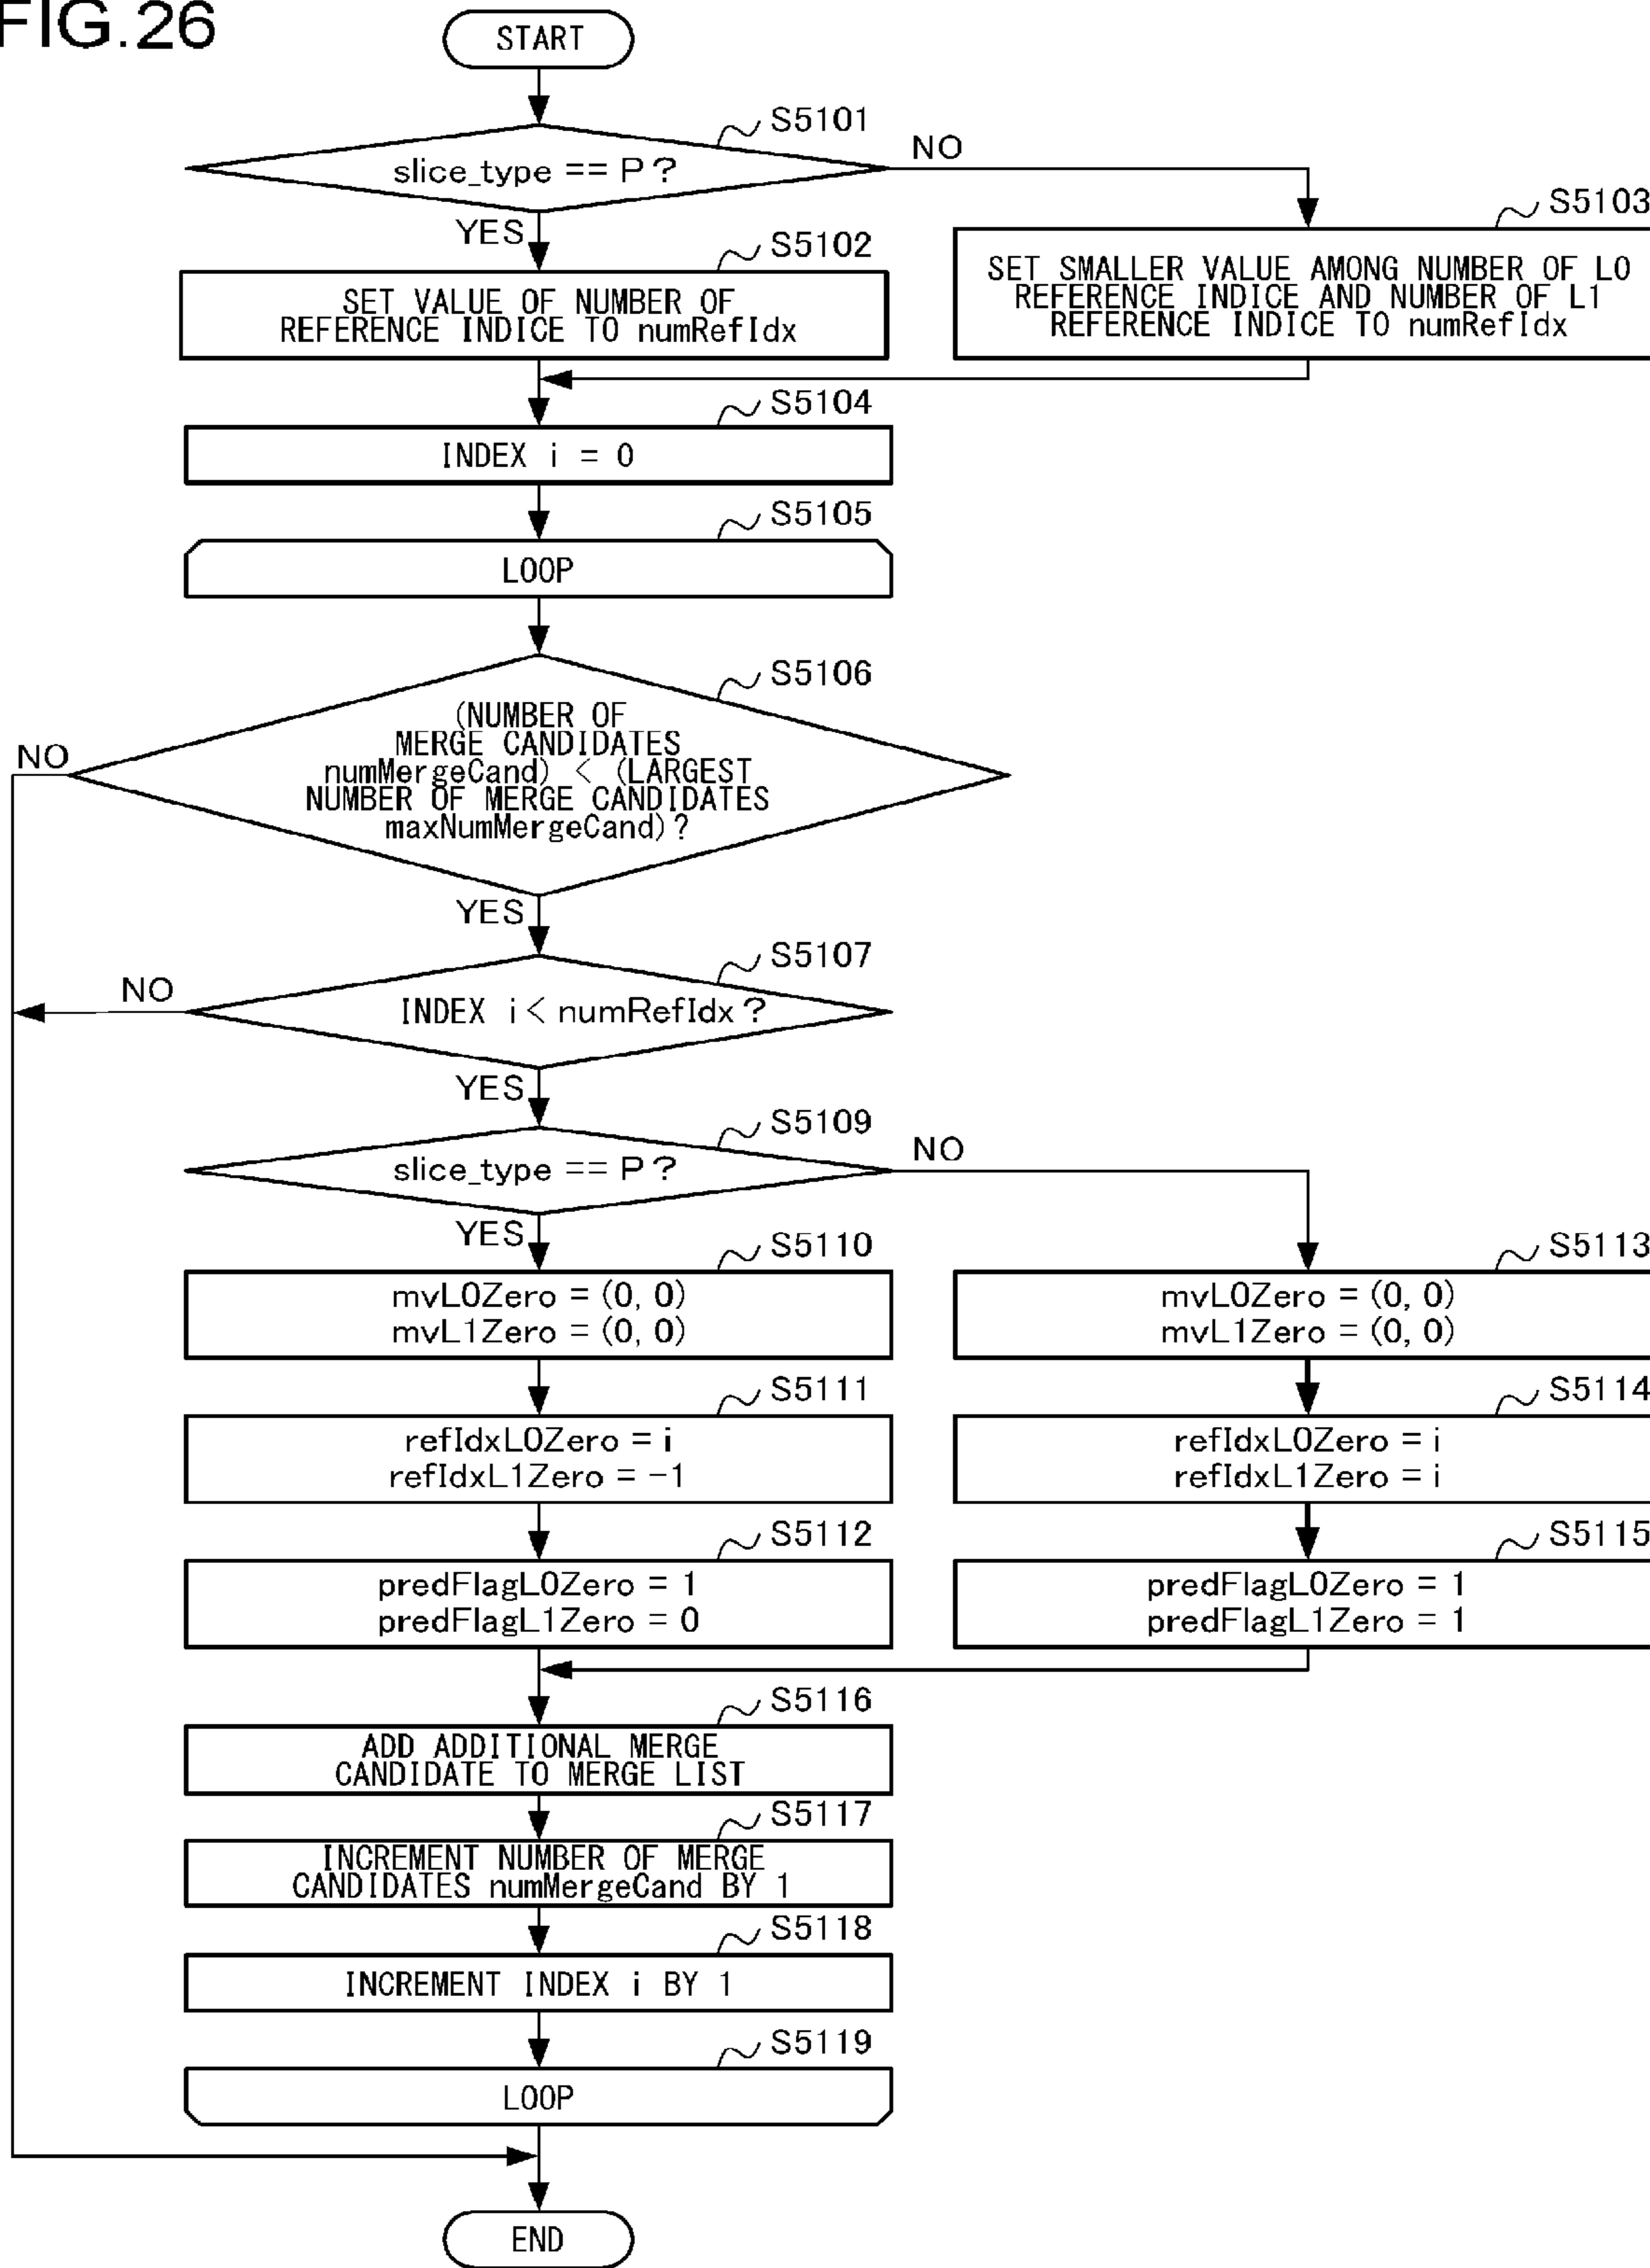 FIG.26
START
S5101
slice_type == P?
NO
YES
S5102
SET VALUE OF NUMBER OF
REFERENCE INDICE TO numRefIdx
S5103
SET SMALLER VALUE AMONG NUMBER OF L0
REFERENCE INDICE AND NUMBER OF L1
REFERENCE INDICE TO numRefIdx
S5104
INDEX i = 0
S5105
LOOP
S5106
(NUMBER OF
MERGE CANDIDATES
numMergeCand) < (LARGEST
NUMBER OF MERGE CANDIDATES
maxNumMergeCand)?
NO
YES
S5107
INDEX i < numRefIdx?
NO
YES
S5109
slice_type == P?
NO
YES
S5110
mvL0Zero = (0, 0)
mvL1Zero = (0, 0)
S5113
mvL0Zero = (0, 0)
mvL1Zero = (0, 0)
S5111
refIdxL0Zero = i
refIdxL1Zero = -1
S5114
refIdxL0Zero = i
refIdxL1Zero = i
S5112
predFlagL0Zero = 1
predFlagL1Zero = 0
S5115
predFlagL0Zero = 1
predFlagL1Zero = 1
S5116
ADD ADDITIONAL MERGE
CANDIDATE TO MERGE LIST
S5117
INCREMENT NUMBER OF MERGE
CANDIDATES numMergeCand BY 1
S5118
INCREMENT INDEX i BY 1
S5119
LOOP
END